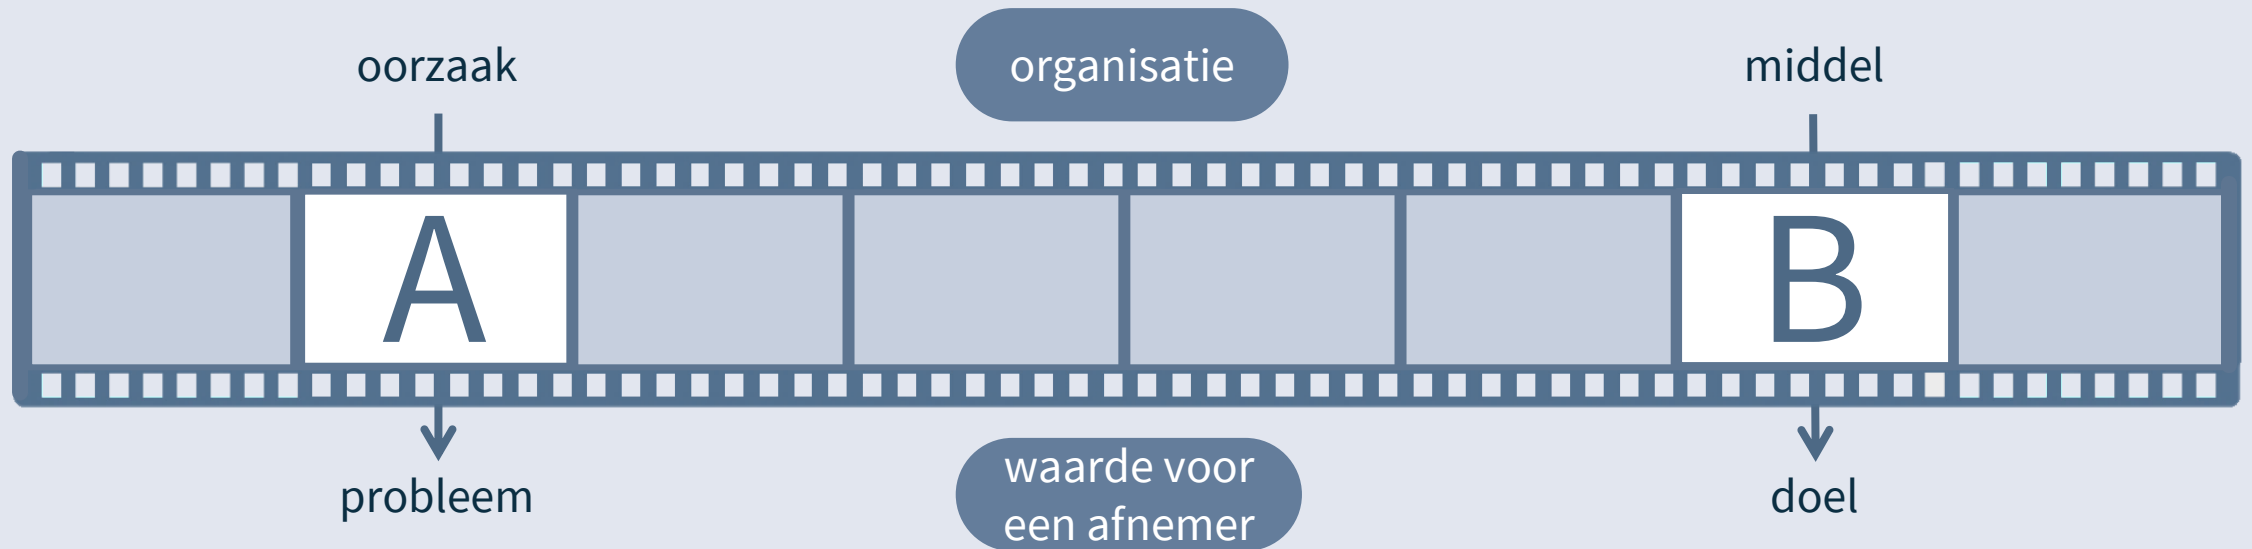 oorzaak
organisatie
middel
A
B
probleem
waarde voor
een afnemer
doel